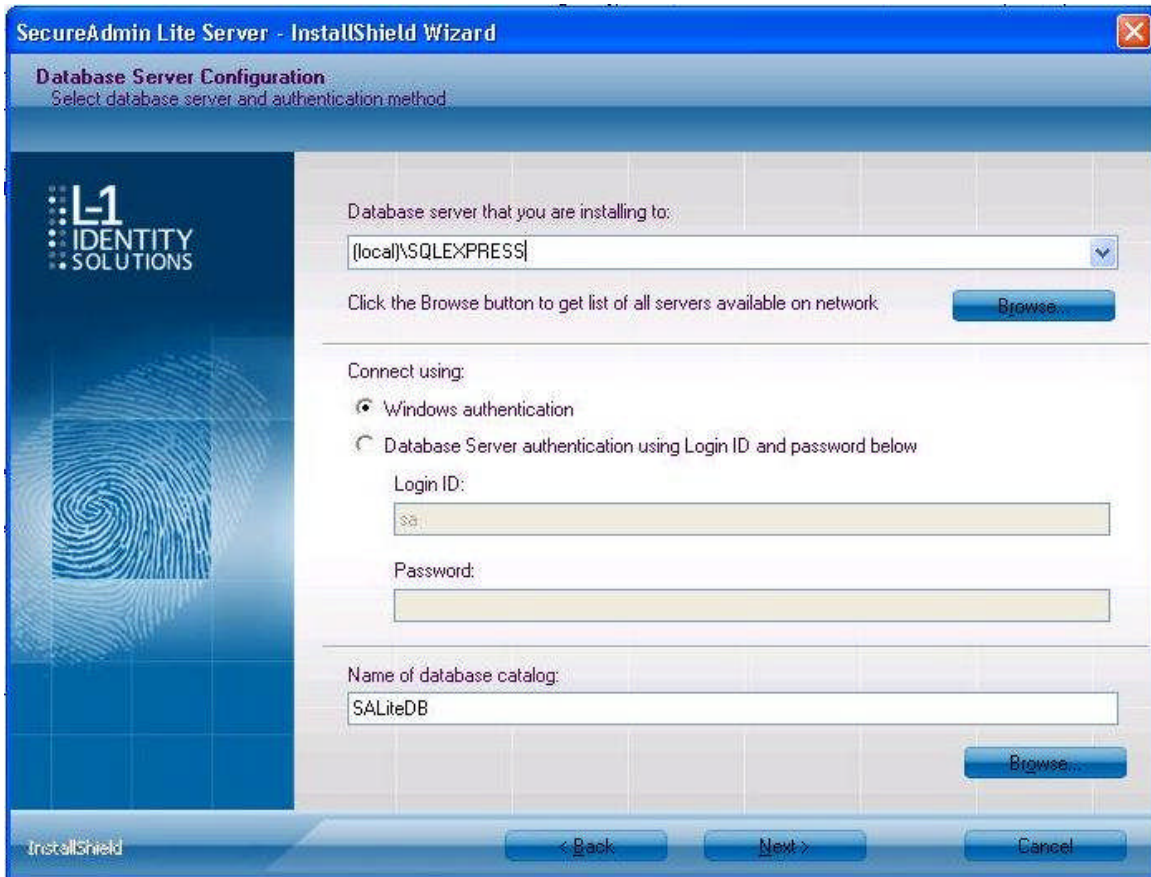 SecureAdmin Lite Server - InstallShield Wizard
Database Server Configuration
Select database server and authentication method
L-1
IDENTITY
SOLUTIONS
Database server that you are installing to:
(local)\SQLEXPRESS
Click the Browse button to get list of all servers available on network
Browse...
Connect using:
Windows authentication
Database Server authentication using Login ID and password below
Login ID:
sa
Password:
Name of database catalog:
SALiteDB
Browse...
InstallShield
< Back
Next >
Cancel